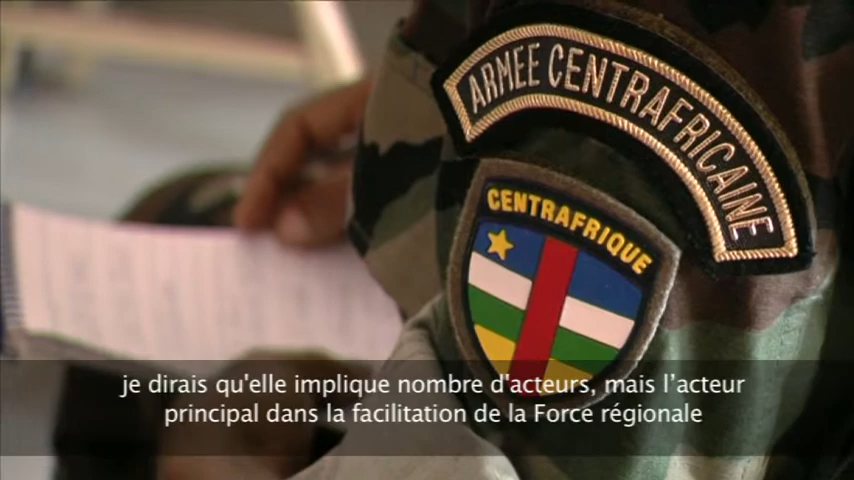 ARMEE CENTRAFRICAINE
CENTRAFRIQUE
je dirais qu'elle implique nombre d'acteurs, mais l’acteur
principal dans la facilitation de la Force régionale